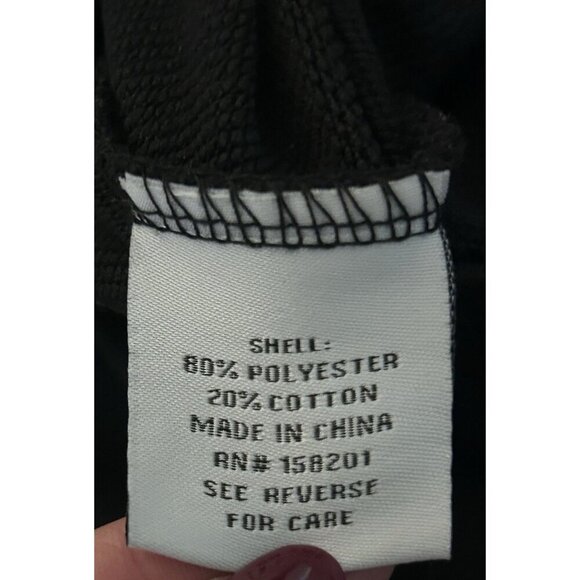 SHELL:
80% POLYESTER
20% COTTON
MADE IN CHINA
RN# 158201
SEE REVERSE
FOR CARE